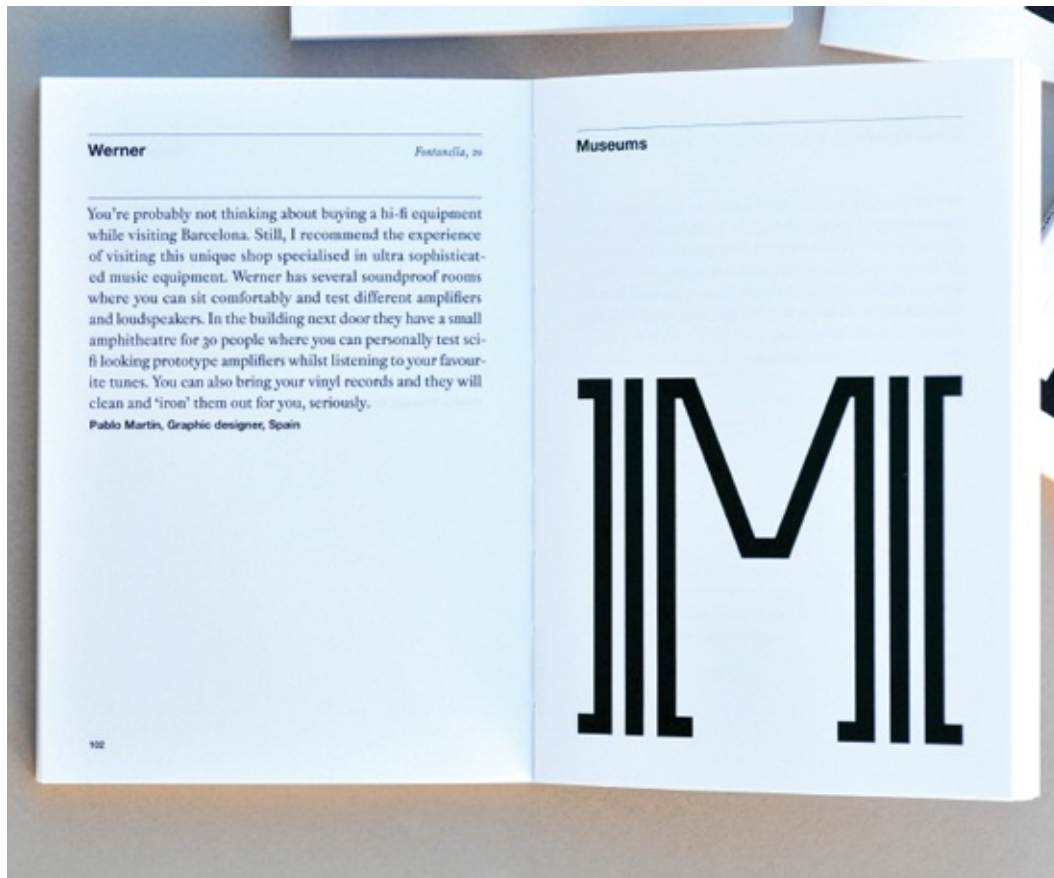 Werner
Fontanella, 20
You're probably not thinking about buying a hi-fi equipment
while visiting Barcelona. Still, I recommend the experience
of visiting this unique shop specialised in ultra sophisticat-
ed music equipment. Werner has several soundproof rooms
where you can sit comfortably and test different amplifiers
and loudspeakers. In the building next door they have a small
amphitheatre for 30 people where you can personally test sci-
fi looking prototype amplifiers whilst listening to your favour-
ite tunes. You can also bring your vinyl records and they will
clean and ‘iron’ them out for you, seriously.
Pablo Martín, Graphic designer, Spain
102
Museums
M